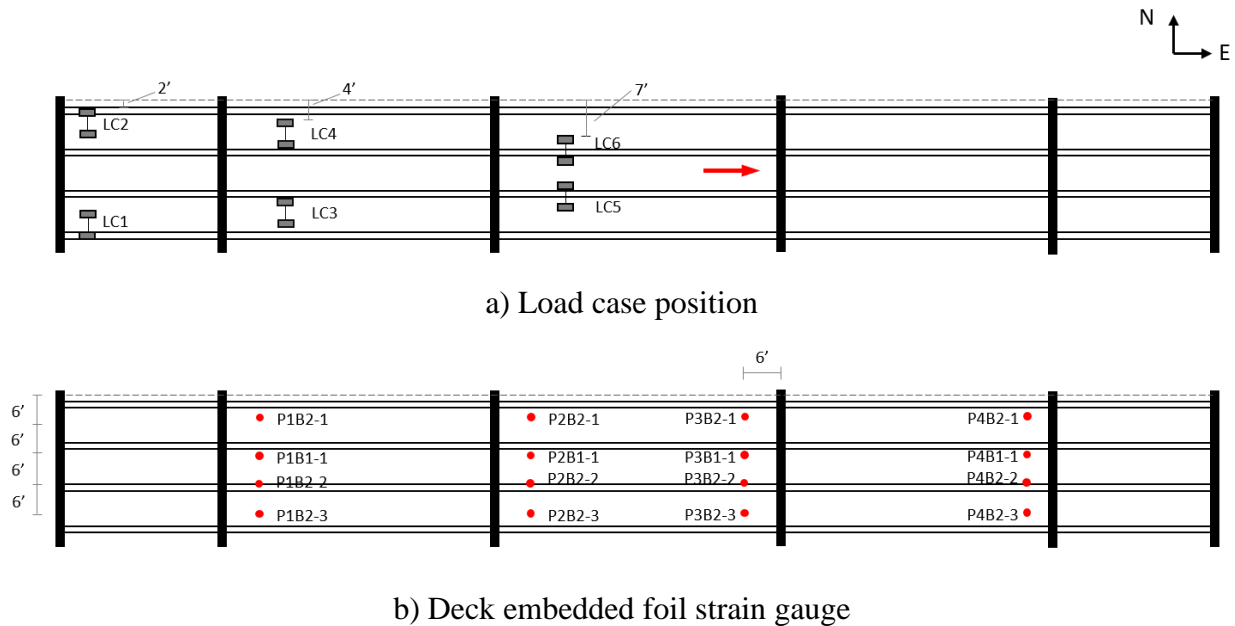 N
E
2’
4’
7’
LC2
LC4
LC6
LC1
LC3
LC5
a) Load case position
6’
6’
6’
6’
6’
P1B2-1
P2B2-1
P3B2-1
P4B2-1
P1B1-1
P2B1-1
P3B1-1
P4B1-1
P1B2-2
P2B2-2
P3B2-2
P4B2-2
P1B2-3
P2B2-3
P3B2-3
P4B2-3
b) Deck embedded foil strain gauge